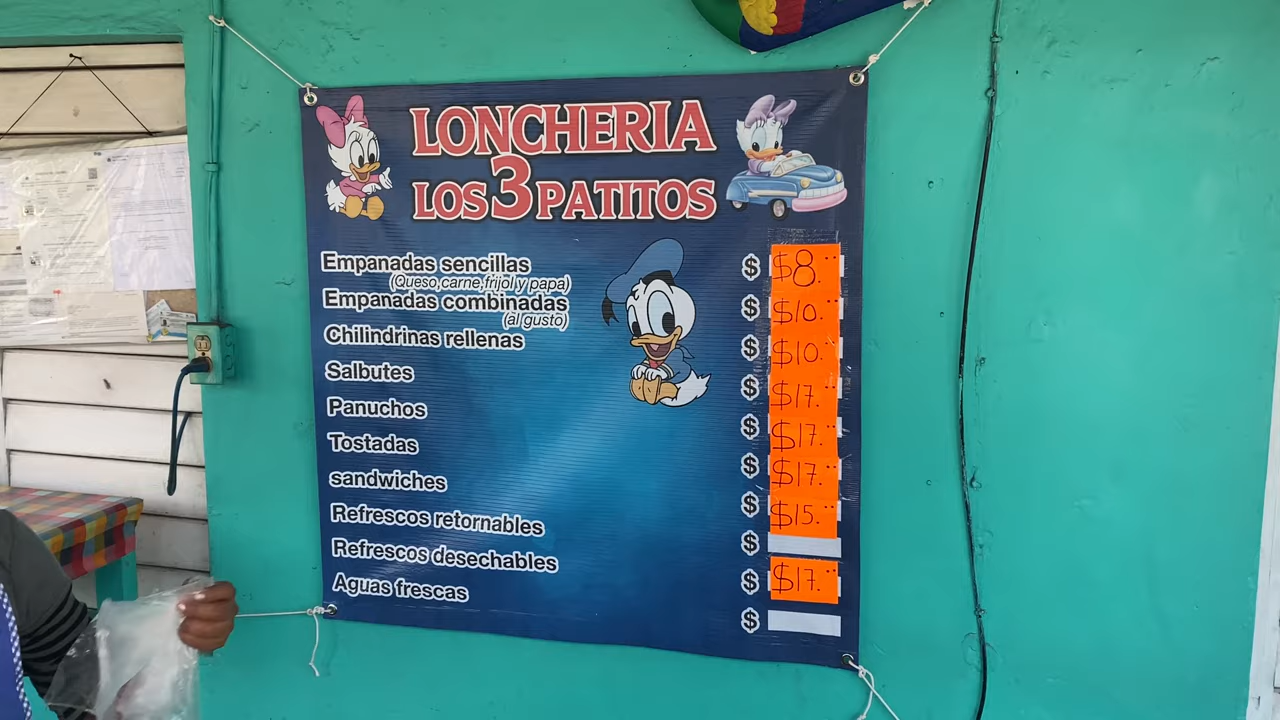 LONCHERIA
LOS 3 PATITOS
Empanadas sencillas $ $8.
(Queso,carne,frijol y papa)
Empanadas combinadas $ $10.
(al gusto)
Chilindrinas rellenas $ $10.
Salbutes $ $17.
Panuchos $ $17.
Tostadas $ $17.
sandwiches $ $15.
Refrescos retornables $
Refrescos desechables $ $17.
Aguas frescas $